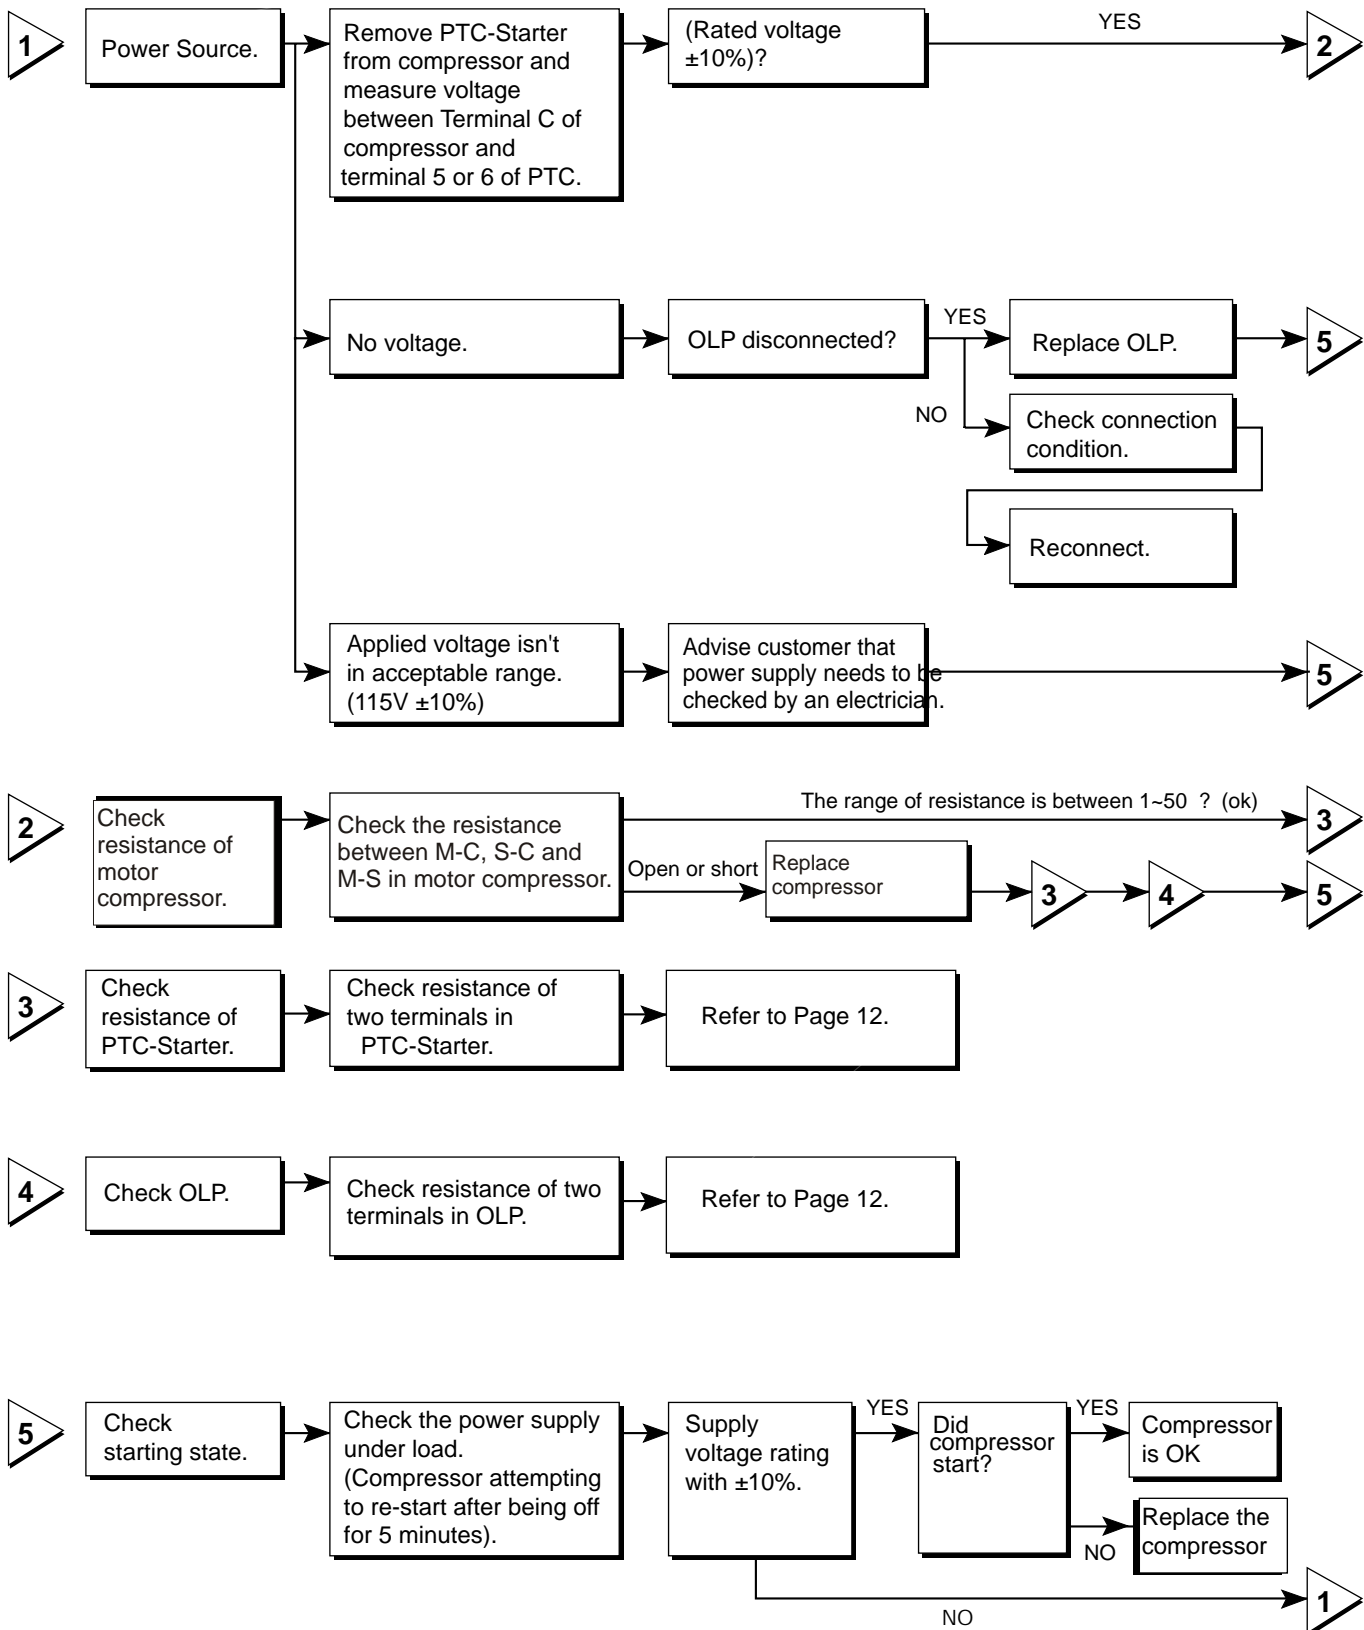 1
Power Source.
Remove PTC-Starter
from compressor and
measure voltage
between Terminal C of
compressor and
terminal 5 or 6 of PTC.
(Rated voltage
±10%)?
YES
2
No voltage.
OLP disconnected?
YES
Replace OLP.
5
NO
Check connection
condition.
Reconnect.
Applied voltage isn't
in acceptable range.
(115V ±10%)
Advise customer that
power supply needs to be
checked by an electrician.
5
2
Check
resistance of
motor
compressor.
Check the resistance
between M-C, S-C and
M-S in motor compressor.
The range of resistance is between 1~50 ? (ok)
3
Open or short
Replace
compressor
3
4
5
3
Check
resistance of
PTC-Starter.
Check resistance of
two terminals in
PTC-Starter.
Refer to Page 12.
4
Check OLP.
Check resistance of two
terminals in OLP.
Refer to Page 12.
5
Check
starting state.
Check the power supply
under load.
(Compressor attempting
to re-start after being off
for 5 minutes).
Supply
voltage rating
with ±10%.
YES
Did
compressor
start?
YES
Compressor
is OK
NO
Replace the
compressor
NO
1